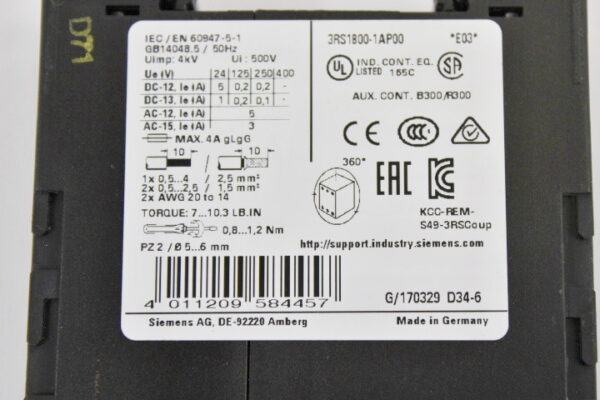 D71
IEC / EN 60947-5-1
GB14048.5 / 50Hz
Uimp: 4kV Ui: 500V
Ue (V) 24 125 250 400
DC-12, Ie (A) 5 0,2 0,2 -
DC-13, Ie (A) 1 0,2 0,1 -
AC-12, Ie (A) 5
AC-15, Ie (A) 3
MAX. 4A gLgG
10 / 10
1x 0,5...4 / 2,5 mm²
2x 0,5...2,5 / 1,5 mm²
2x AWG 20 to 14
TORQUE: 7...10.3 LB.IN
0,8...1,2 Nm
PZ 2 / Ø 5...6 mm
3RS1800-1AP00 *E03*
UL LISTED IND. CONT. EQ. 165C SA
AUX. CONT. B300/R300
CE CCC
360° EAC
KCC-REM-
S49-3RSCoup
http://support.industry.siemens.com
4 011209 584457
G/170329 D34-6
Siemens AG, DE-92220 Amberg
Made in Germany